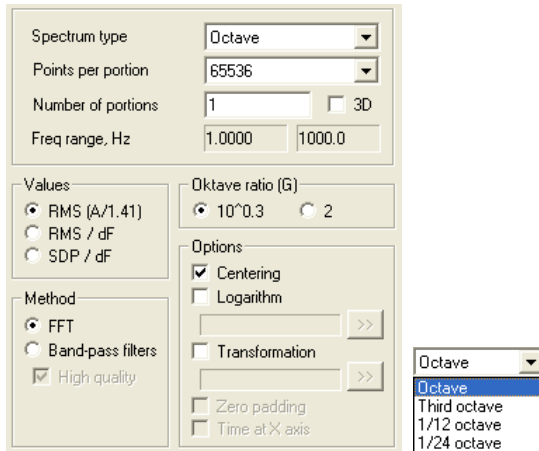 Spectrum type Octave
Points per portion 65536
Number of portions 1 3D
Freq range, Hz 1.0000 1000.0
Values
RMS (A/1.41)
RMS / dF
SDP / dF
Method
FFT
Band-pass filters
High quality
Oktave ratio (G)
10^0.3 2
Options
Centering
Logarithm
>>
Transformation
>>
Zero padding
Time at X axis
Octave
Octave
Third octave
1/12 octave
1/24 octave